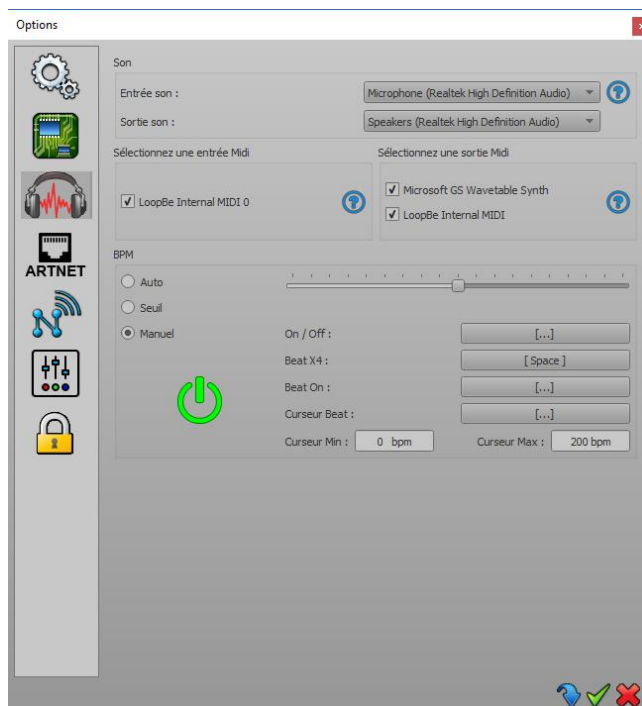 Options
Son
Entrée son :
Microphone (Realtek High Definition Audio)
Sortie son :
Speakers (Realtek High Definition Audio)
Sélectionnez une entrée Midi
Sélectionnez une sortie Midi
LoopBe Internal MIDI 0
Microsoft GS Wavetable Synth
LoopBe Internal MIDI
ARTNET
BPM
Auto
Seuil
Manuel
On / Off :
[...]
Beat X4 :
[ Space ]
Beat On :
[...]
Curseur Beat :
[...]
Curseur Min :
0 bpm
Curseur Max :
200 bpm